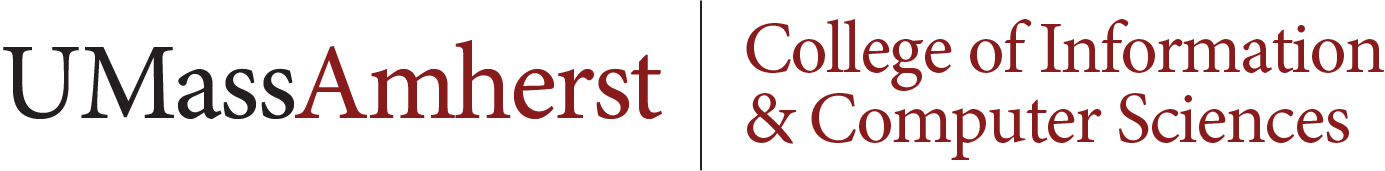 UMassAmherst
College of Information
& Computer Sciences